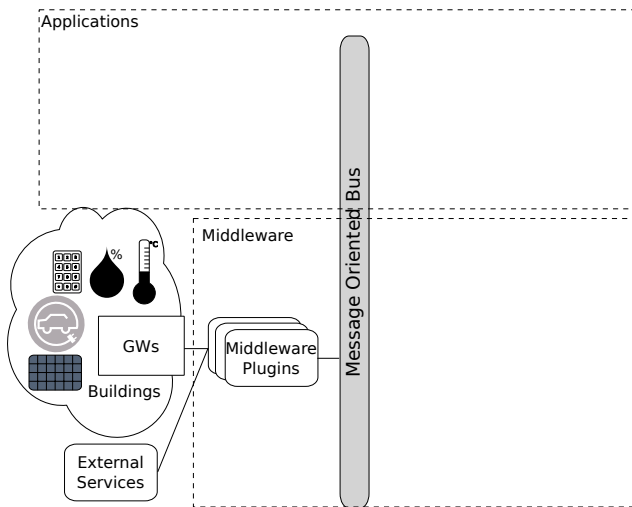 Applications
Middleware
Message Oriented Bus
%
°C
GWs
Middleware
Plugins
Buildings
External
Services